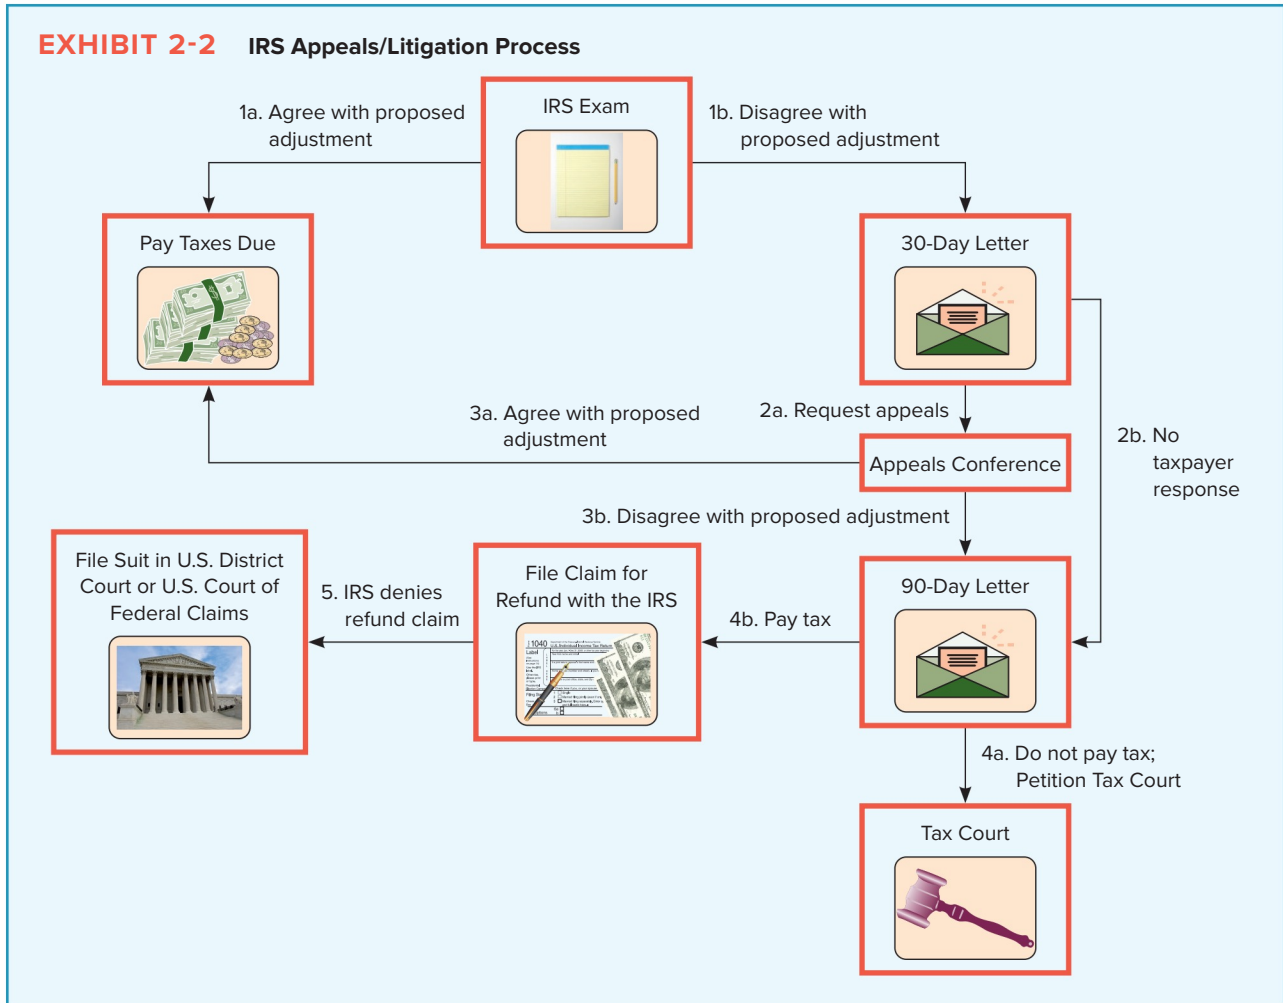 EXHIBIT 2-2 IRS Appeals/Litigation Process
IRS Exam
1a. Agree with proposed
adjustment
1b. Disagree with
proposed adjustment
Pay Taxes Due
30-Day Letter
3a. Agree with proposed
adjustment
2a. Request appeals
2b. No
taxpayer
response
Appeals Conference
3b. Disagree with proposed adjustment
File Suit in U.S. District
Court or U.S. Court of
Federal Claims
5. IRS denies
refund claim
File Claim for
Refund with the IRS
1040
4b. Pay tax
90-Day Letter
4a. Do not pay tax;
Petition Tax Court
Tax Court